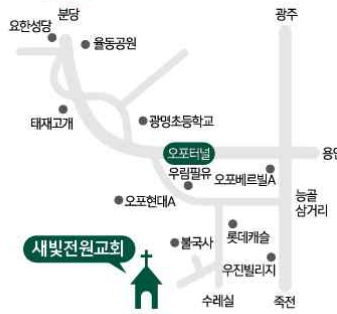 분당
광주
요한성당
율동공원
태재고개
광명초등학교
오포터널
용인
우림필유
오포베르빌A
오포현대A
능골
삼거리
롯데캐슬
불국사
새빛전원교회
우진빌리지
수레실
죽전